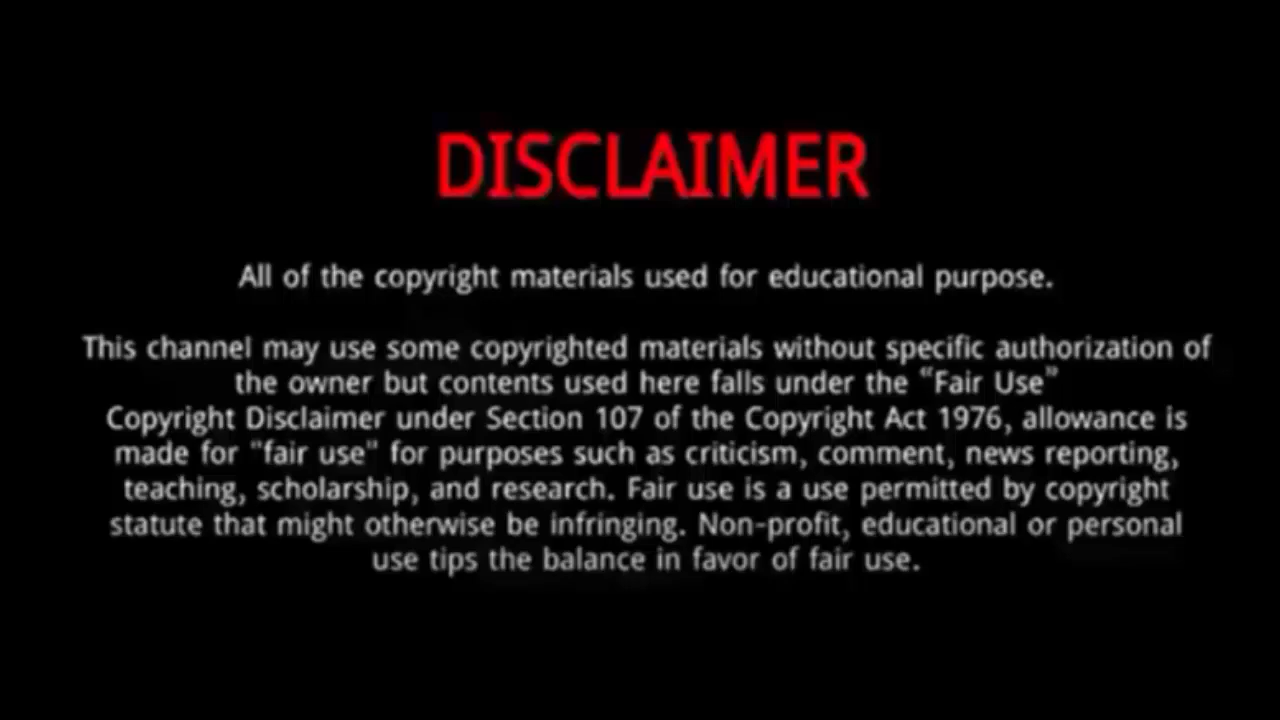 DISCLAIMER
All of the copyright materials used for educational purpose.
This channel may use some copyrighted materials without specific authorization of
the owner but contents used here falls under the “Fair Use”
Copyright Disclaimer under Section 107 of the Copyright Act 1976, allowance is
made for "fair use" for purposes such as criticism, comment, news reporting,
teaching, scholarship, and research. Fair use is a use permitted by copyright
statute that might otherwise be infringing. Non-profit, educational or personal
use tips the balance in favor of fair use.